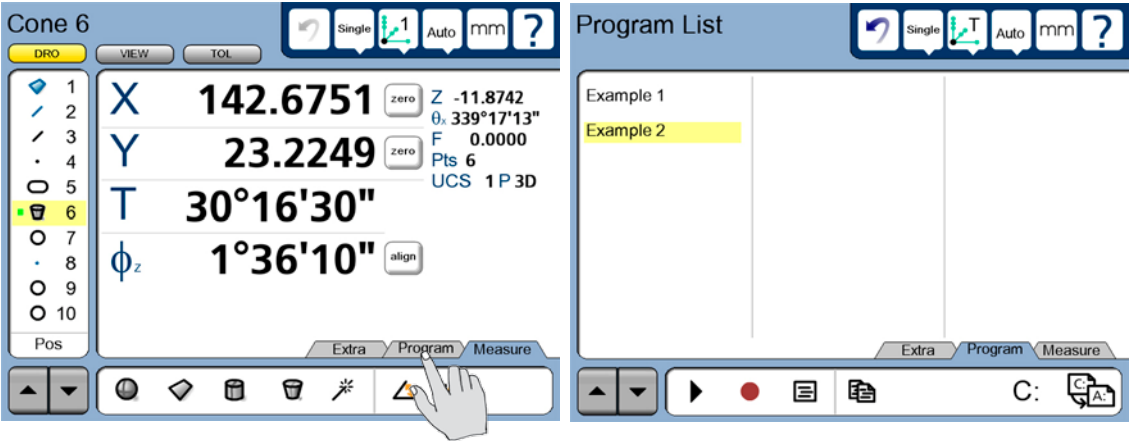 Cone 6
Single
1
Auto
mm
?
DRO
VIEW
TOL
1
2
3
4
5
6
7
8
9
10
Pos
X 142.6751 zero
Y 23.2249 zero
T 30°16'30"
ϕz 1°36'10" align
Z -11.8742
θx 339°17'13"
F 0.0000
Pts 6
UCS 1 P 3D
Extra
Program
Measure
Program List
Single
T
Auto
mm
?
Example 1
Example 2
Extra
Program
Measure
C:
C:
A: